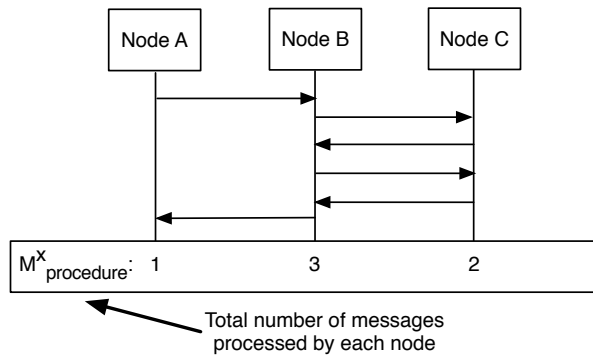 Node A Node B Node C
M^x procedure: 1 3 2
Total number of messages
processed by each node